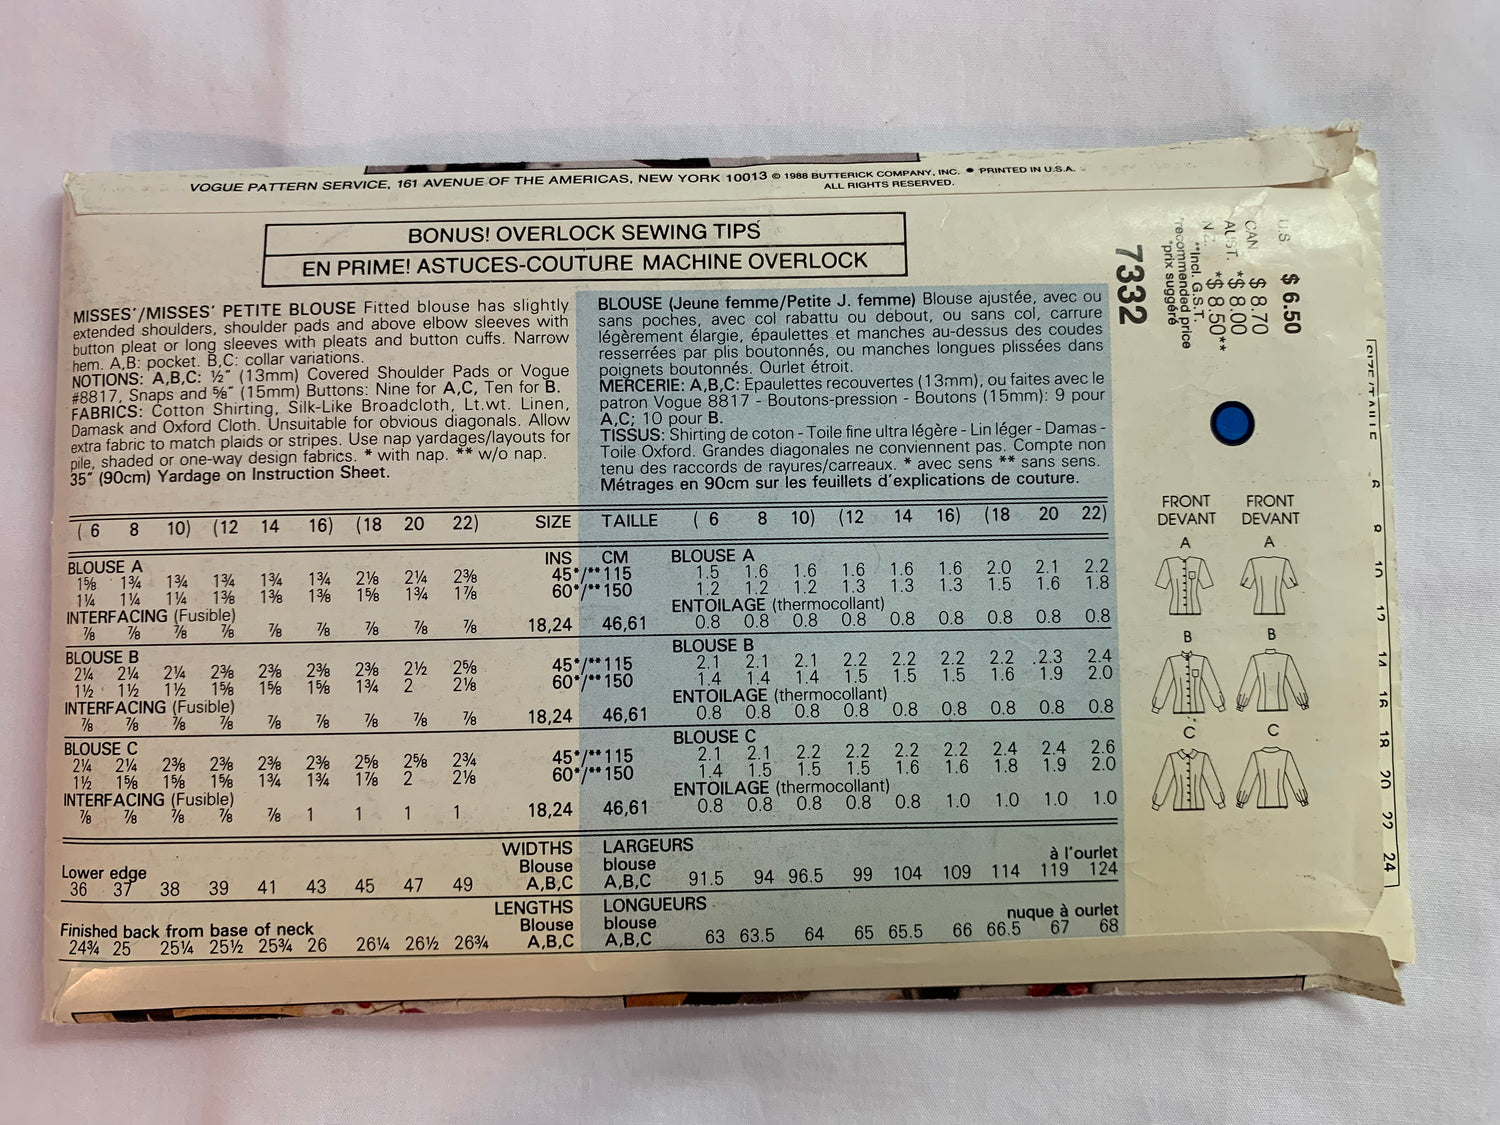 VOGUE PATTERN SERVICE, 161 AVENUE OF THE AMERICAS, NEW YORK 10013 © 1988 BUTTERICK COMPANY, INC. ● PRINTED IN U.S.A.
ALL RIGHTS RESERVED.
BONUS! OVERLOCK SEWING TIPS
EN PRIME! ASTUCES-COUTURE MACHINE OVERLOCK
MISSES'/MISSES' PETITE BLOUSE Fitted blouse has slightly
extended shoulders, shoulder pads and above elbow sleeves with
button pleat or long sleeves with pleats and button cuffs. Narrow
hem. A,B: pocket. B,C: collar variations.
NOTIONS: A,B,C: ½" (13mm) Covered Shoulder Pads or Vogue
#8817, Snaps and ⅝" (15mm) Buttons: Nine for A,C, Ten for B.
FABRICS: Cotton Shirting, Silk-Like Broadcloth, Lt.wt. Linen,
Damask and Oxford Cloth. Unsuitable for obvious diagonals. Allow
extra fabric to match plaids or stripes. Use nap yardages/layouts for
pile, shaded or one-way design fabrics. * with nap. ** w/o nap.
35" (90cm) Yardage on Instruction Sheet.
BLOUSE (Jeune femme/Petite J. femme) Blouse ajustée, avec ou
sans poches, avec col rabattu ou debout, ou sans col, carrure
légèrement élargie, épaulettes et manches au-dessus des coudes
resserrées par plis boutonnés, ou manches longues plissées dans
poignets boutonnés. Ourlet étroit.
MERCERIE: A,B,C: Epaulettes recouvertes (13mm), ou faites avec le
patron Vogue 8817 - Boutons-pression - Boutons (15mm): 9 pour
A,C; 10 pour B.
TISSUS: Shirting de coton - Toile fine ultra légère - Lin léger - Damas -
Toile Oxford. Grandes diagonales ne conviennent pas. Compte non
tenu des raccords de rayures/carreaux. * avec sens ** sans sens.
Métrages en 90cm sur les feuillets d'explications de couture.
( 6 8 10) (12 14 16) (18 20 22) SIZE TAILLE ( 6 8 10) (12 14 16) (18 20 22)
INS CM
BLOUSE A BLOUSE A
1⅝ 1¾ 1¾ 1¾ 1¾ 1¾ 2⅛ 2¼ 2⅜ 45*/**115 1.5 1.6 1.6 1.6 1.6 1.6 2.0 2.1 2.2
1¼ 1¼ 1¼ 1⅜ 1⅜ 1⅜ 1⅝ 1¾ 1⅞ 60*/**150 1.2 1.2 1.2 1.3 1.3 1.3 1.5 1.6 1.8
INTERFACING (Fusible) ENTOILAGE (thermocollant)
⅞ ⅞ ⅞ ⅞ ⅞ ⅞ ⅞ ⅞ ⅞ 18,24 46,61 0.8 0.8 0.8 0.8 0.8 0.8 0.8 0.8 0.8
BLOUSE B BLOUSE B
2¼ 2¼ 2¼ 2⅜ 2⅜ 2⅜ 2⅜ 2½ 2⅝ 45*/**115 2.1 2.1 2.1 2.2 2.2 2.2 2.2 2.3 2.4
1½ 1½ 1½ 1⅝ 1⅝ 1⅝ 1¾ 2 2⅛ 60*/**150 1.4 1.4 1.4 1.5 1.5 1.5 1.6 1.9 2.0
INTERFACING (Fusible) ENTOILAGE (thermocollant)
⅞ ⅞ ⅞ ⅞ ⅞ ⅞ ⅞ ⅞ ⅞ 18,24 46,61 0.8 0.8 0.8 0.8 0.8 0.8 0.8 0.8 0.8
BLOUSE C BLOUSE C
2¼ 2¼ 2⅜ 2⅜ 2⅜ 2⅜ 2⅝ 2⅝ 2¾ 45*/**115 2.1 2.1 2.2 2.2 2.2 2.2 2.4 2.4 2.6
1½ 1⅝ 1⅝ 1⅝ 1¾ 1¾ 1⅞ 2 2⅛ 60*/**150 1.4 1.5 1.5 1.5 1.6 1.6 1.8 1.9 2.0
INTERFACING (Fusible) ENTOILAGE (thermocollant)
⅞ ⅞ ⅞ ⅞ ⅞ 1 1 1 1 18,24 46,61 0.8 0.8 0.8 0.8 0.8 1.0 1.0 1.0 1.0
WIDTHS LARGEURS
Lower edge Blouse blouse à l'ourlet
36 37 38 39 41 43 45 47 49 A,B,C A,B,C 91.5 94 96.5 99 104 109 114 119 124
LENGTHS LONGUEURS
Finished back from base of neck Blouse blouse nuque à ourlet
24¾ 25 25¼ 25½ 25¾ 26 26¼ 26½ 26¾ A,B,C A,B,C 63 63.5 64 65 65.5 66 66.5 67 68
7332
U.S. $ 6.50
CAN. $ 8.70
AUST. *$ 8.00
N.Z. *$ 8.50**
**Incl. G.S.T.
*recommended price
*prix suggéré
FRONT FRONT
DEVANT DEVANT
A A
B B
C C
SIZE/TAILLE 6 8 10 12 14 16 18 20 22 24